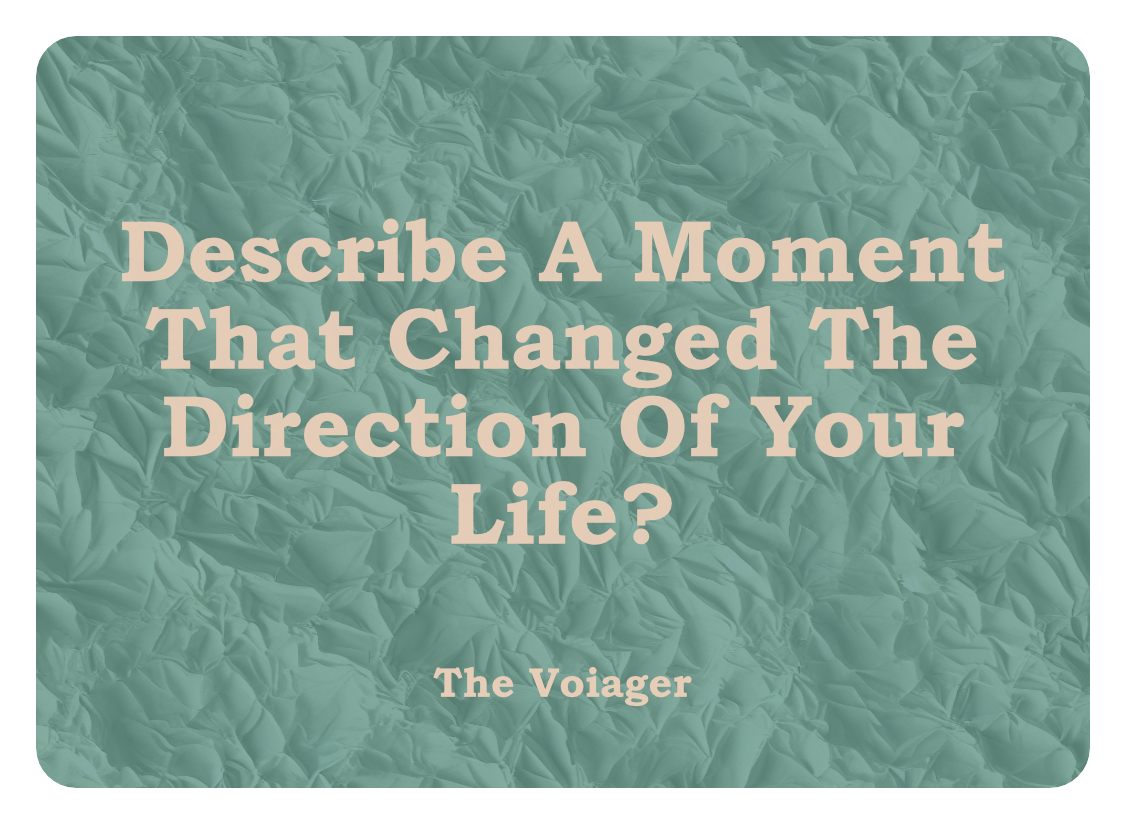 Describe A Moment
That Changed The
Direction Of Your
Life?
The Voiager